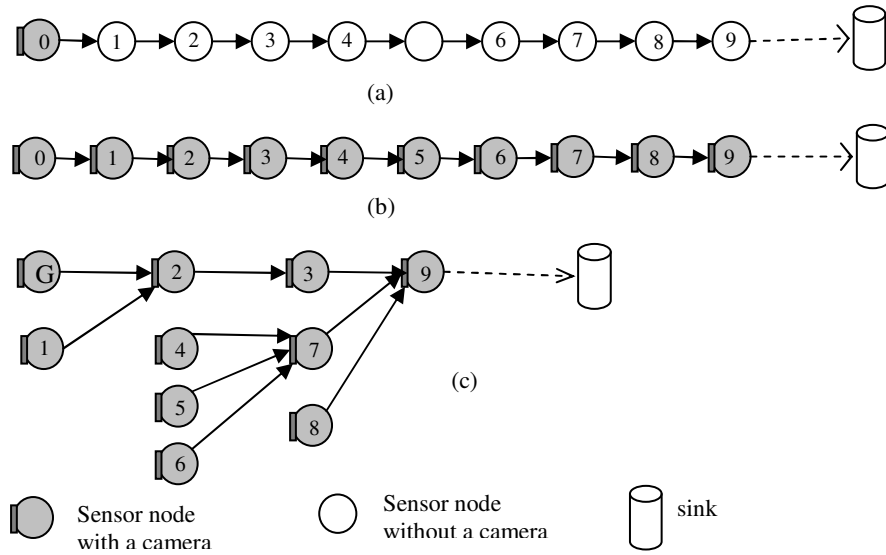 0 1 2 3 4 6 7 8 9
(a)
0 1 2 3 4 5 6 7 8 9
(b)
G 2 3 9
1 4 7
(c)
5
8
6
Sensor node
with a camera
Sensor node
without a camera
sink